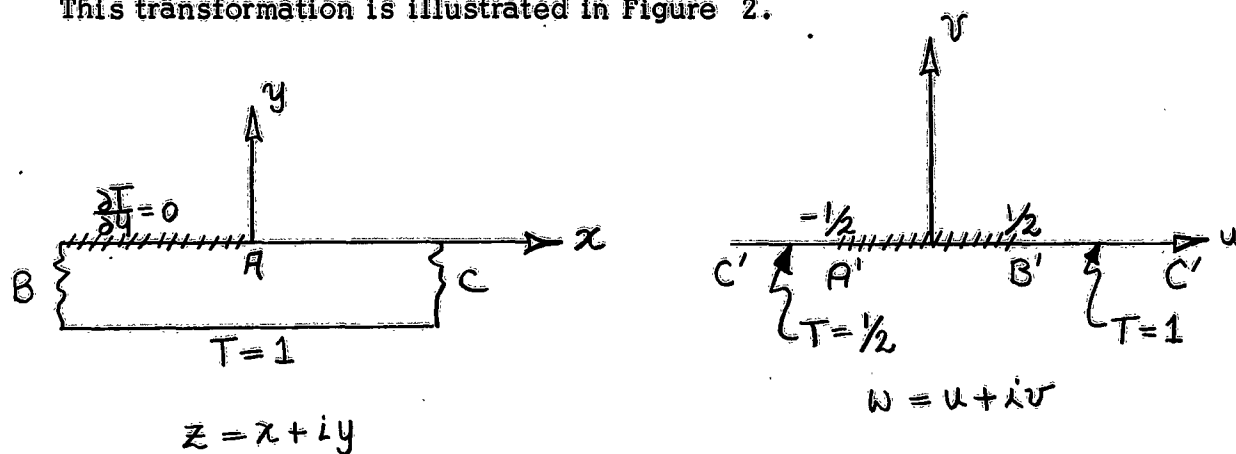 This transformation is illustrated in Figure 2.
y
v
∂T/∂y = 0
-1/2
1/2
x
u
A
B
C
C'
A'
B'
C'
T = 1
T = 1/2
T = 1
w = u + iv
z = x + iy